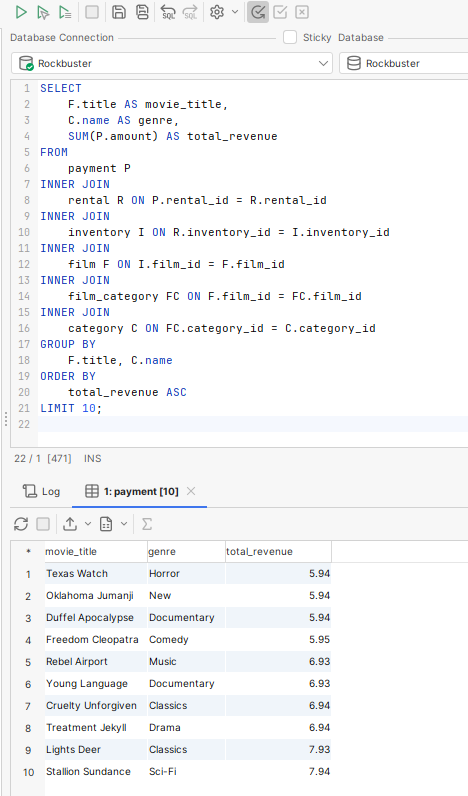 SQL SQL
Database Connection Sticky Database
Rockbuster Rockbuster
1 SELECT
2 F.title AS movie_title,
3 C.name AS genre,
4 SUM(P.amount) AS total_revenue
5 FROM
6 payment P
7 INNER JOIN
8 rental R ON P.rental_id = R.rental_id
9 INNER JOIN
10 inventory I ON R.inventory_id = I.inventory_id
11 INNER JOIN
12 film F ON I.film_id = F.film_id
13 INNER JOIN
14 film_category FC ON F.film_id = FC.film_id
15 INNER JOIN
16 category C ON FC.category_id = C.category_id
17 GROUP BY
18 F.title, C.name
19 ORDER BY
20 total_revenue ASC
21 LIMIT 10;
22
22 / 1 [471] INS
Log 1: payment [10]
* movie_title genre total_revenue
1 Texas Watch Horror 5.94
2 Oklahoma Jumanji New 5.94
3 Duffel Apocalypse Documentary 5.94
4 Freedom Cleopatra Comedy 5.95
5 Rebel Airport Music 6.93
6 Young Language Documentary 6.93
7 Cruelty Unforgiven Classics 6.94
8 Treatment Jekyll Drama 6.94
9 Lights Deer Classics 7.93
10 Stallion Sundance Sci-Fi 7.94